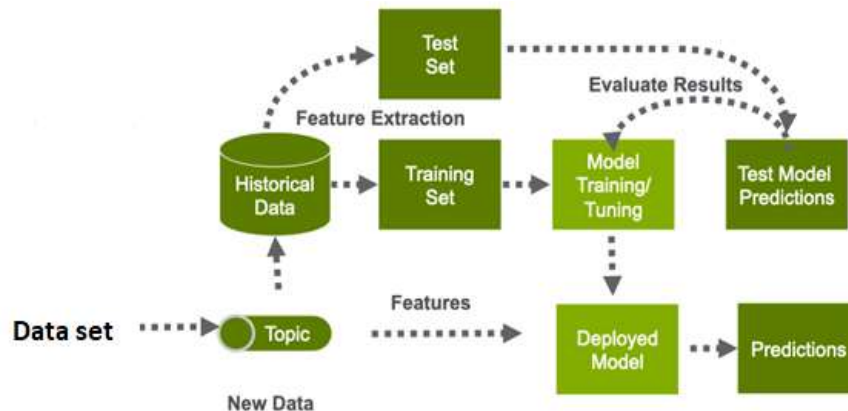 Test
Set
Evaluate Results
Feature Extraction
Historical
Data
Training
Set
Model
Training/
Tuning
Test Model
Predictions
Data set
Topic
Features
Deployed
Model
Predictions
New Data